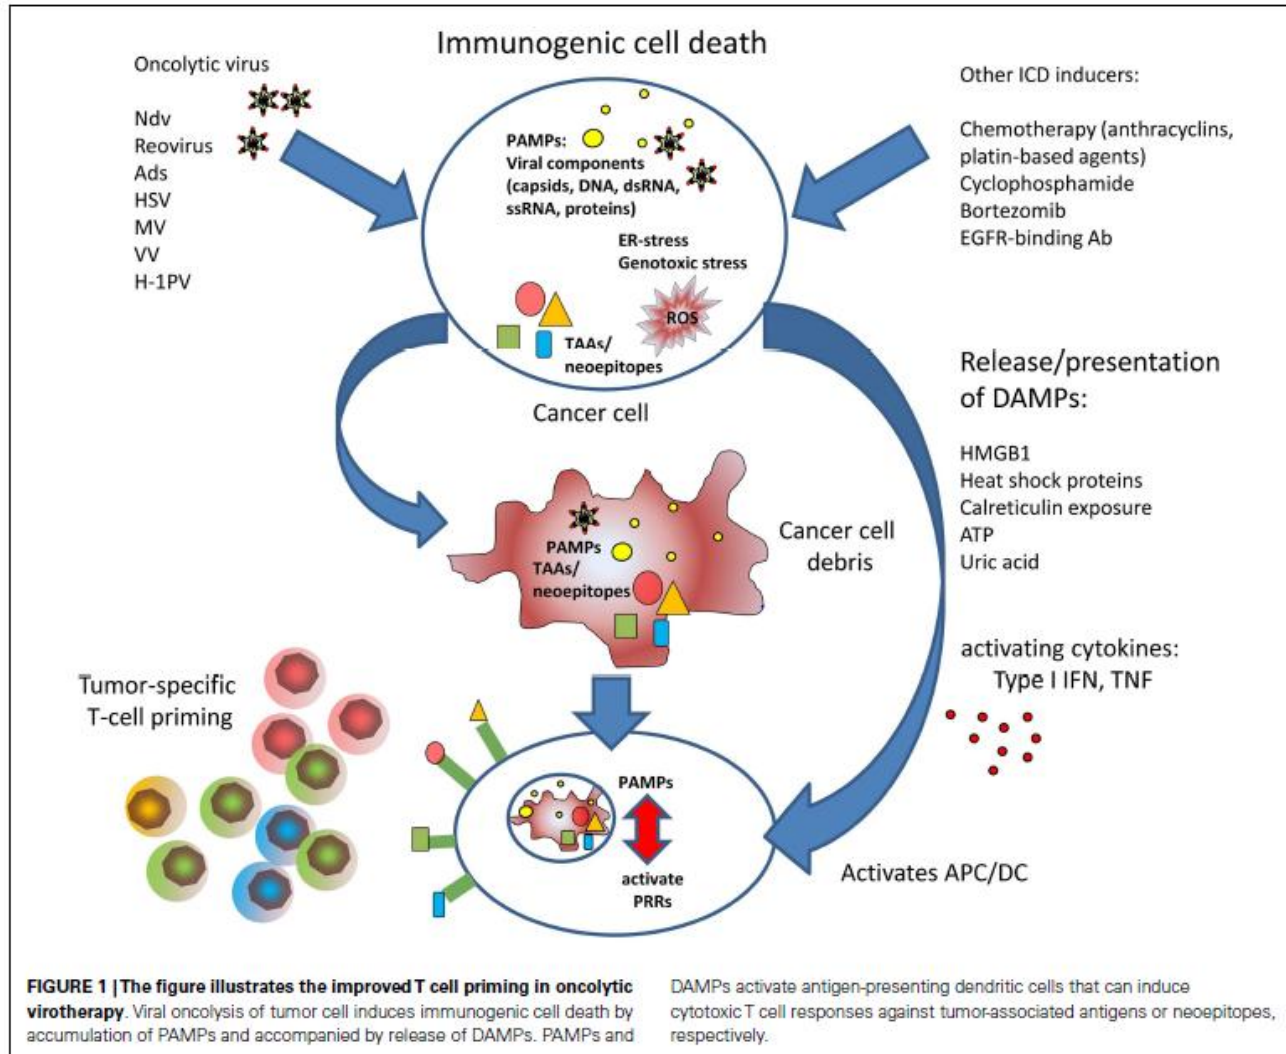 Immunogenic cell death
Oncolytic virus
Ndv
Reovirus
Ads
HSV
MV
VV
H-1PV
PAMPs:
Viral components
(capsids, DNA, dsRNA,
ssRNA, proteins)
ER-stress
Genotoxic stress
ROS
TAAs/
neoepitopes
Cancer cell
Other ICD inducers:
Chemotherapy (anthracyclins,
platin-based agents)
Cyclophosphamide
Bortezomib
EGFR-binding Ab
Release/presentation
of DAMPs:
HMGB1
Heat shock proteins
Calreticulin exposure
ATP
Uric acid
PAMPs
TAAs/
neoepitopes
Cancer cell
debris
activating cytokines:
Type I IFN, TNF
Tumor-specific
T-cell priming
PAMPs
activate
PRRs
Activates APC/DC
FIGURE 1 | The figure illustrates the improved T cell priming in oncolytic
virotherapy. Viral oncolysis of tumor cell induces immunogenic cell death by
accumulation of PAMPs and accompanied by release of DAMPs. PAMPs and
DAMPs activate antigen-presenting dendritic cells that can induce
cytotoxic T cell responses against tumor-associated antigens or neoepitopes,
respectively.